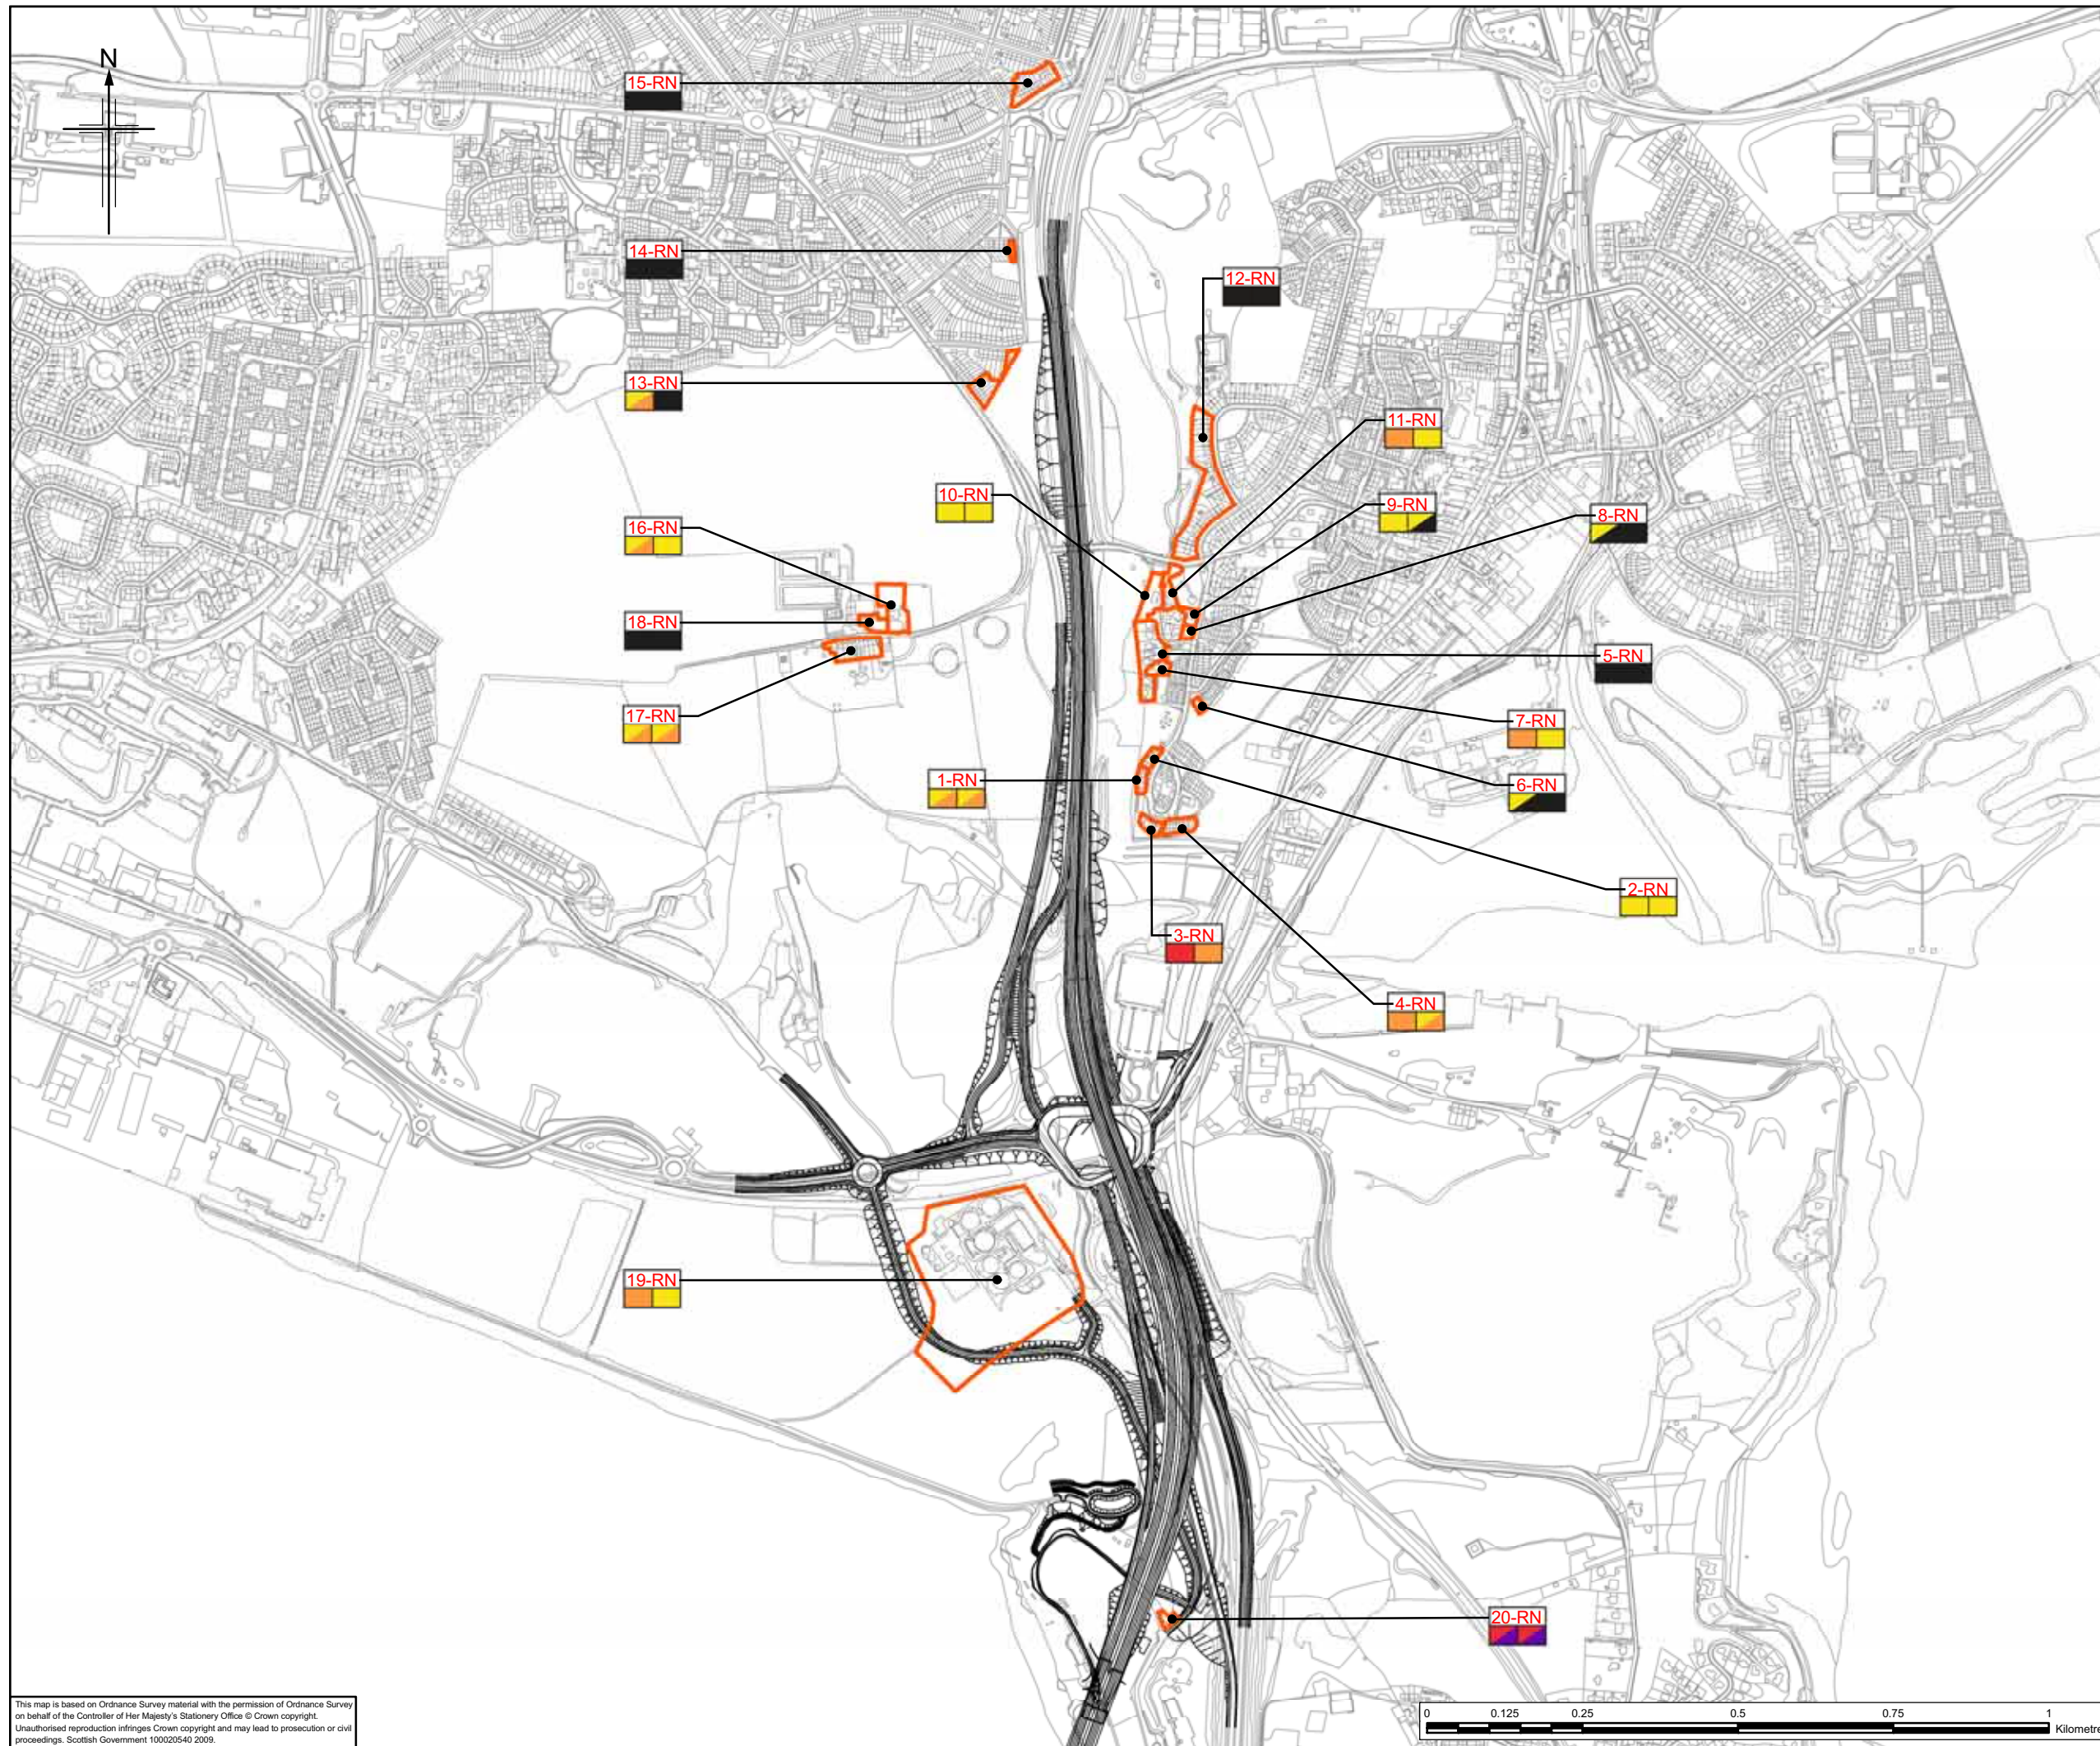 N
15-RN
14-RN
12-RN
13-RN
11-RN
10-RN
9-RN
8-RN
16-RN
18-RN
5-RN
17-RN
7-RN
1-RN
6-RN
2-RN
3-RN
4-RN
19-RN
20-RN
This map is based on Ordnance Survey material with the permission of Ordnance Survey
on behalf of the Controller of Her Majesty's Stationery Office © Crown copyright.
Unauthorised reproduction infringes Crown copyright and may lead to prosecution or civil
proceedings. Scottish Government 100020540 2009.
0 0.125 0.25 0.5 0.75 1
Kilometre